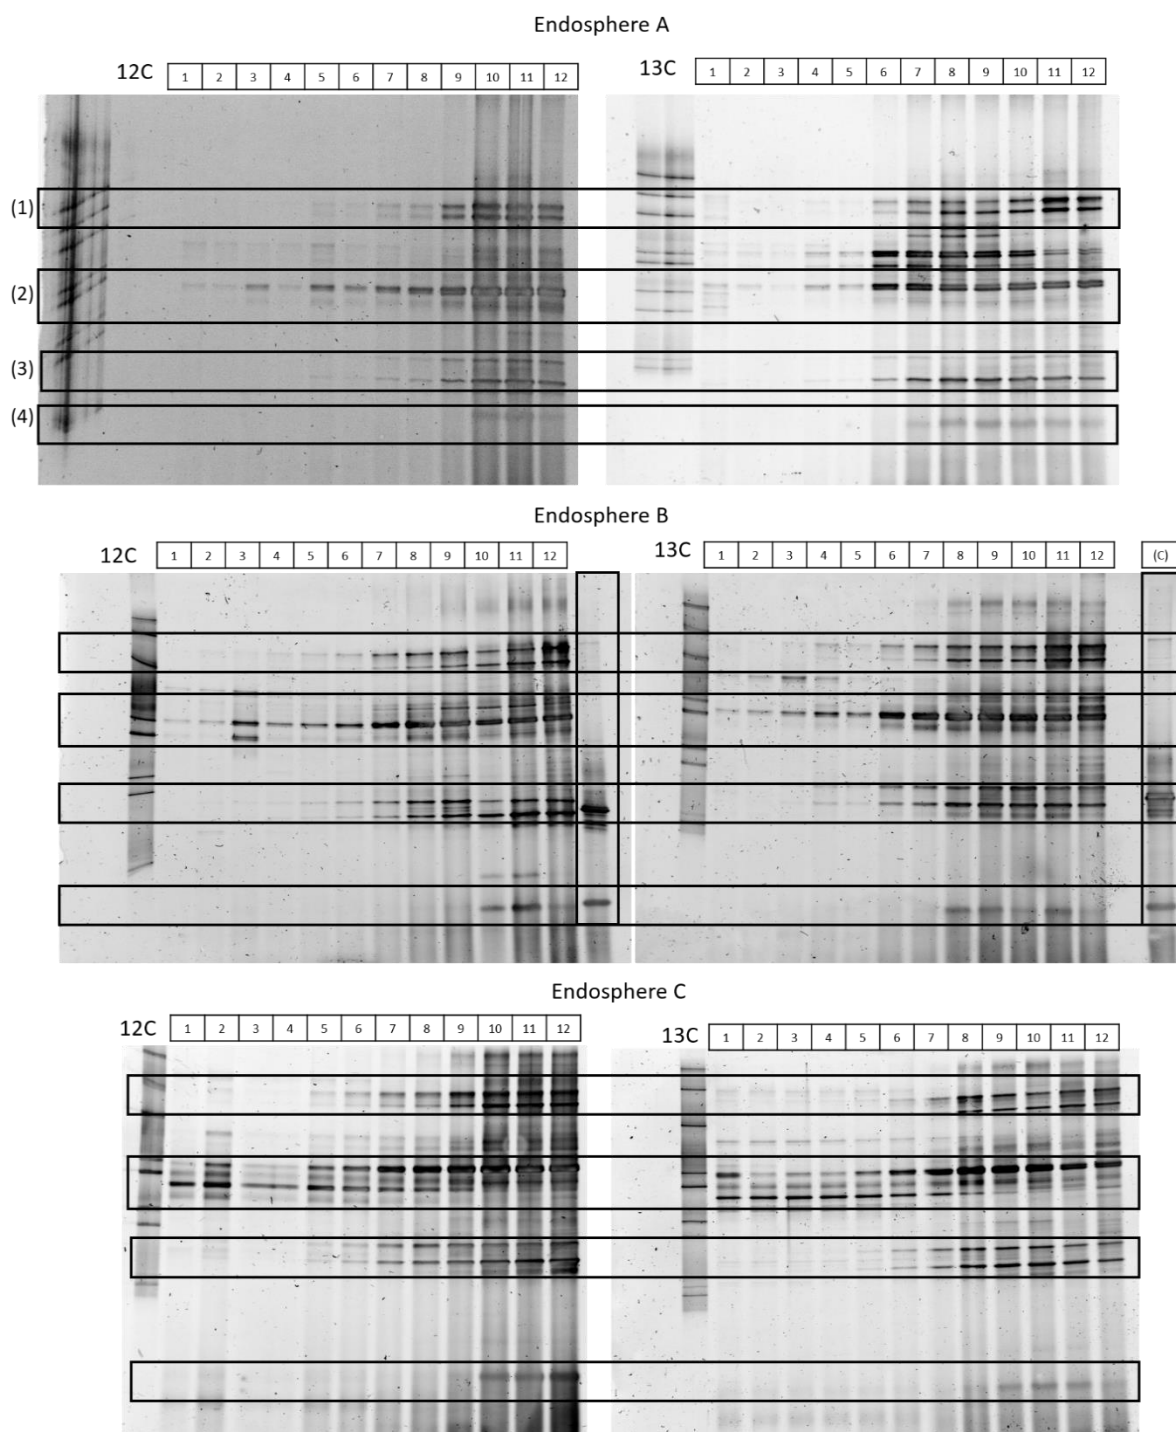 Endosphere A
12C 1 2 3 4 5 6 7 8 9 10 11 12
13C 1 2 3 4 5 6 7 8 9 10 11 12
(1)
(2)
(3)
(4)
Endosphere B
12C 1 2 3 4 5 6 7 8 9 10 11 12
13C 1 2 3 4 5 6 7 8 9 10 11 12 (C)
Endosphere C
12C 1 2 3 4 5 6 7 8 9 10 11 12
13C 1 2 3 4 5 6 7 8 9 10 11 12